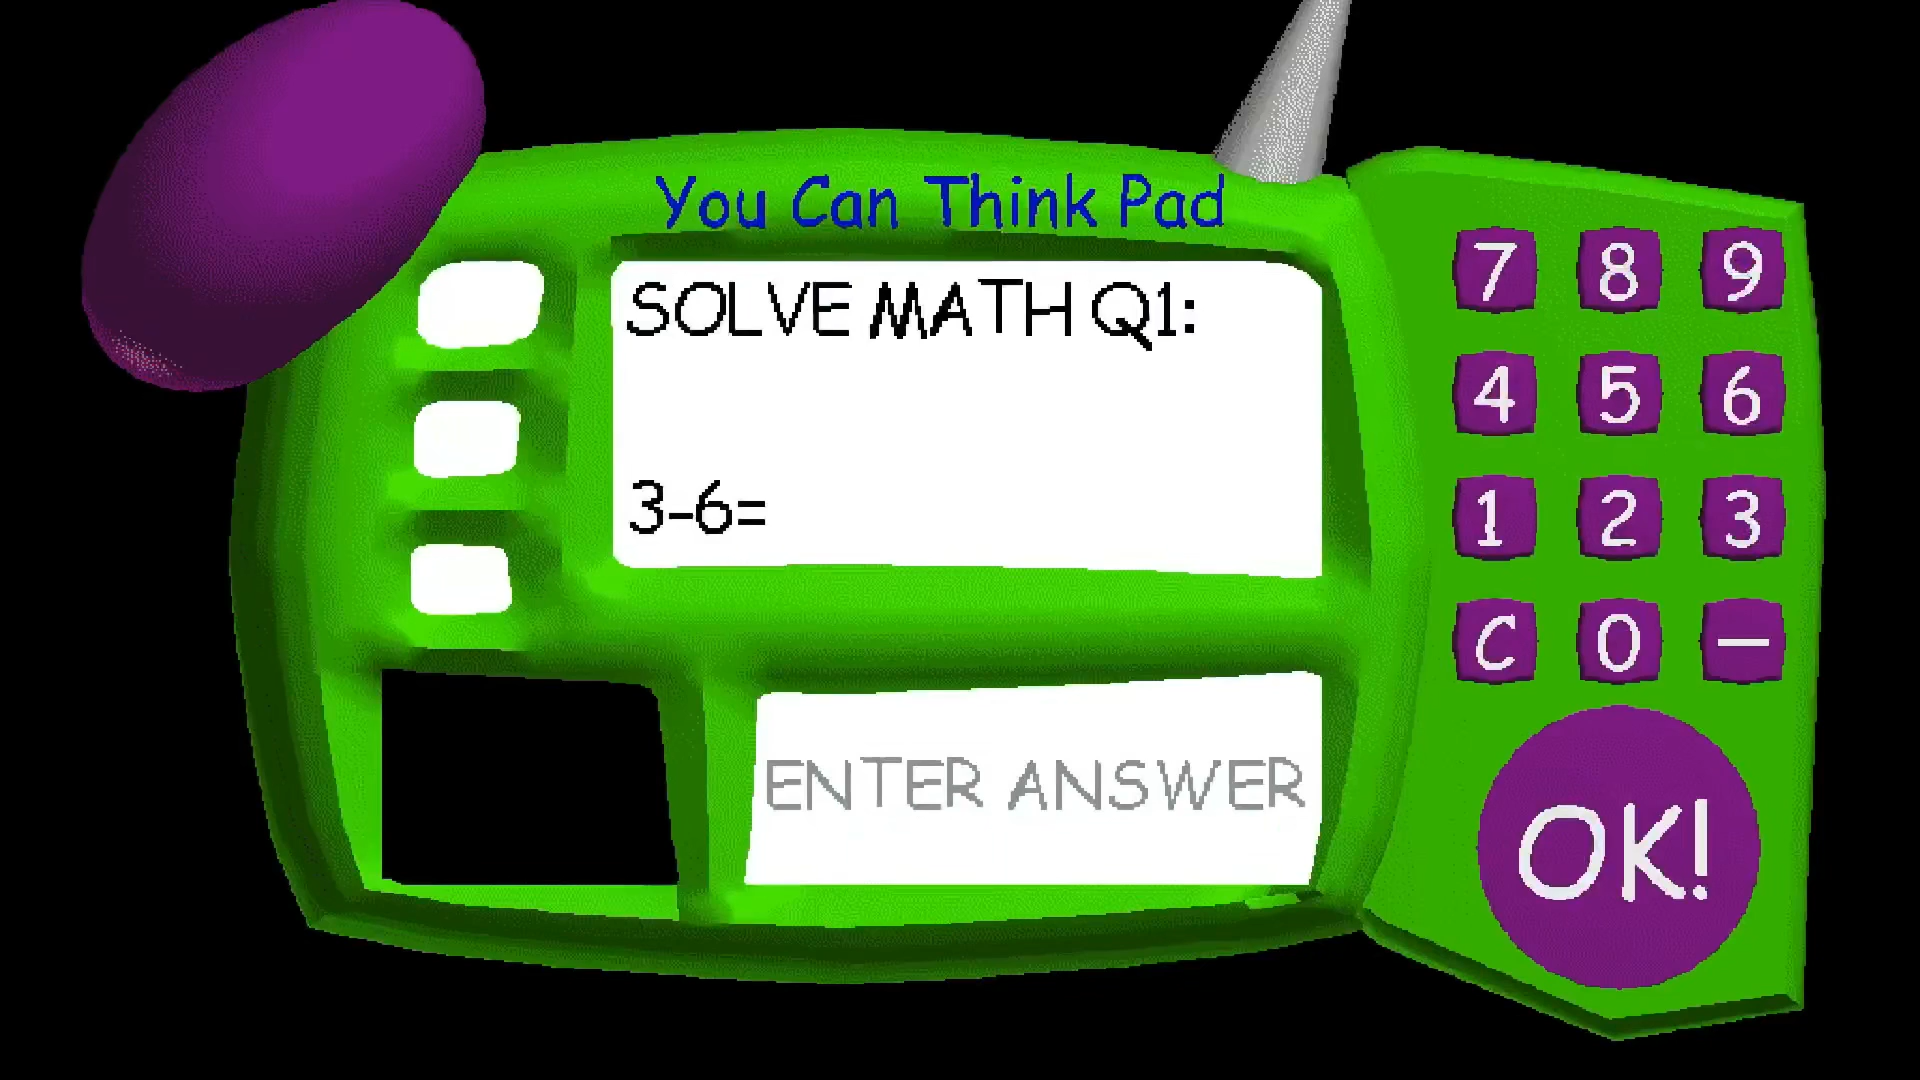 You Can Think Pad
SOLVE MATH Q1:
3-6=
ENTER ANSWER
7 8 9
4 5 6
1 2 3
C 0 −
OK!